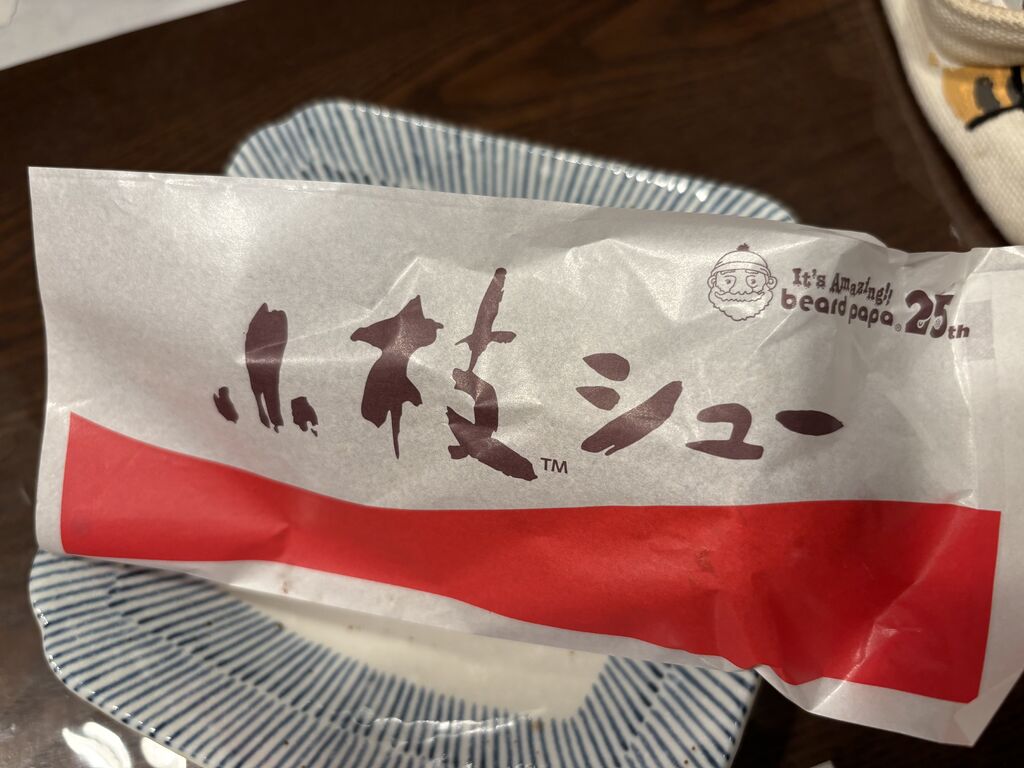 It's Amazing!!
beard papa® 25th
小枝™ シュー